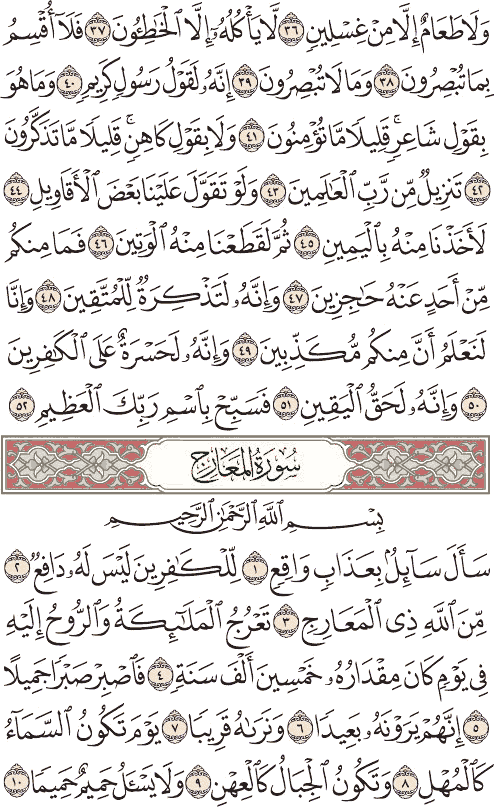 وَلَا طَعَامٌ إِلَّا مِنْ غِسْلِينٍ ٣٦ لَّا يَأْكُلُهُۥٓ إِلَّا ٱلْخَٰطِـُٔونَ ٣٧ فَلَآ أُقْسِمُ
بِمَا تُبْصِرُونَ ٣٨ وَمَا لَا تُبْصِرُونَ ٣٩ إِنَّهُۥ لَقَوْلُ رَسُولٍ كَرِيمٍ ٤٠ وَمَا هُوَ
بِقَوْلِ شَاعِرٍ ۚ قَلِيلًا مَّا تُؤْمِنُونَ ٤١ وَلَا بِقَوْلِ كَاهِنٍ ۚ قَلِيلًا مَّا تَذَكَّرُونَ
٤٢ تَنزِيلٌ مِّن رَّبِّ ٱلْعَٰلَمِينَ ٤٣ وَلَوْ تَقَوَّلَ عَلَيْنَا بَعْضَ ٱلْأَقَاوِيلِ ٤٤
لَأَخَذْنَا مِنْهُ بِٱلْيَمِينِ ٤٥ ثُمَّ لَقَطَعْنَا مِنْهُ ٱلْوَتِينَ ٤٦ فَمَا مِنكُم
مِّنْ أَحَدٍ عَنْهُ حَٰجِزِينَ ٤٧ وَإِنَّهُۥ لَتَذْكِرَةٌ لِّلْمُتَّقِينَ ٤٨ وَإِنَّا
لَنَعْلَمُ أَنَّ مِنكُم مُّكَذِّبِينَ ٤٩ وَإِنَّهُۥ لَحَسْرَةٌ عَلَى ٱلْكَٰفِرِينَ
٥٠ وَإِنَّهُۥ لَحَقُّ ٱلْيَقِينِ ٥١ فَسَبِّحْ بِٱسْمِ رَبِّكَ ٱلْعَظِيمِ ٥٢
سُورَةُ المَعَارِجِ
بِسْمِ ٱللَّهِ ٱلرَّحْمَٰنِ ٱلرَّحِيمِ
سَأَلَ سَآئِلٌۢ بِعَذَابٍ وَاقِعٍ ١ لِّلْكَٰفِرِينَ لَيْسَ لَهُۥ دَافِعٌ ٢
مِّنَ ٱللَّهِ ذِى ٱلْمَعَارِجِ ٣ تَعْرُجُ ٱلْمَلَٰٓئِكَةُ وَٱلرُّوحُ إِلَيْهِ
فِى يَوْمٍ كَانَ مِقْدَارُهُۥ خَمْسِينَ أَلْفَ سَنَةٍ ٤ فَٱصْبِرْ صَبْرًا جَمِيلًا
٥ إِنَّهُمْ يَرَوْنَهُۥ بَعِيدًا ٦ وَنَرَىٰهُ قَرِيبًا ٧ يَوْمَ تَكُونُ ٱلسَّمَآءُ
كَٱلْمُهْلِ ٨ وَتَكُونُ ٱلْجِبَالُ كَٱلْعِهْنِ ٩ وَلَا يَسْـَٔلُ حَمِيمٌ حَمِيمًا ١٠